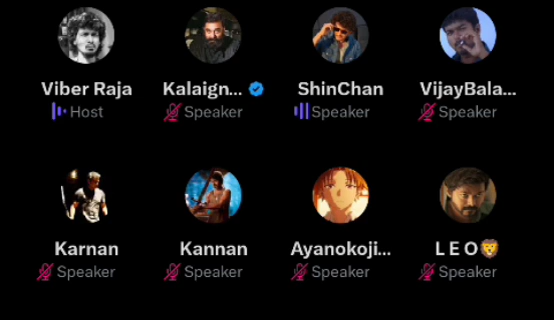 Viber Raja Kalaign... ShinChan VijayBala...
Host Speaker Speaker Speaker
Karnan Kannan Ayanokoji... L E O🦁
Speaker Speaker Speaker Speaker